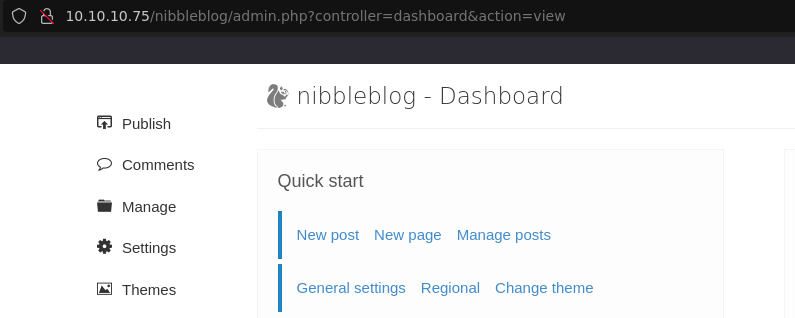 10.10.10.75/nibbleblog/admin.php?controller=dashboard&action=view
nibbleblog - Dashboard
Publish
Comments
Manage
Settings
Themes
Quick start
New post New page Manage posts
General settings Regional Change theme